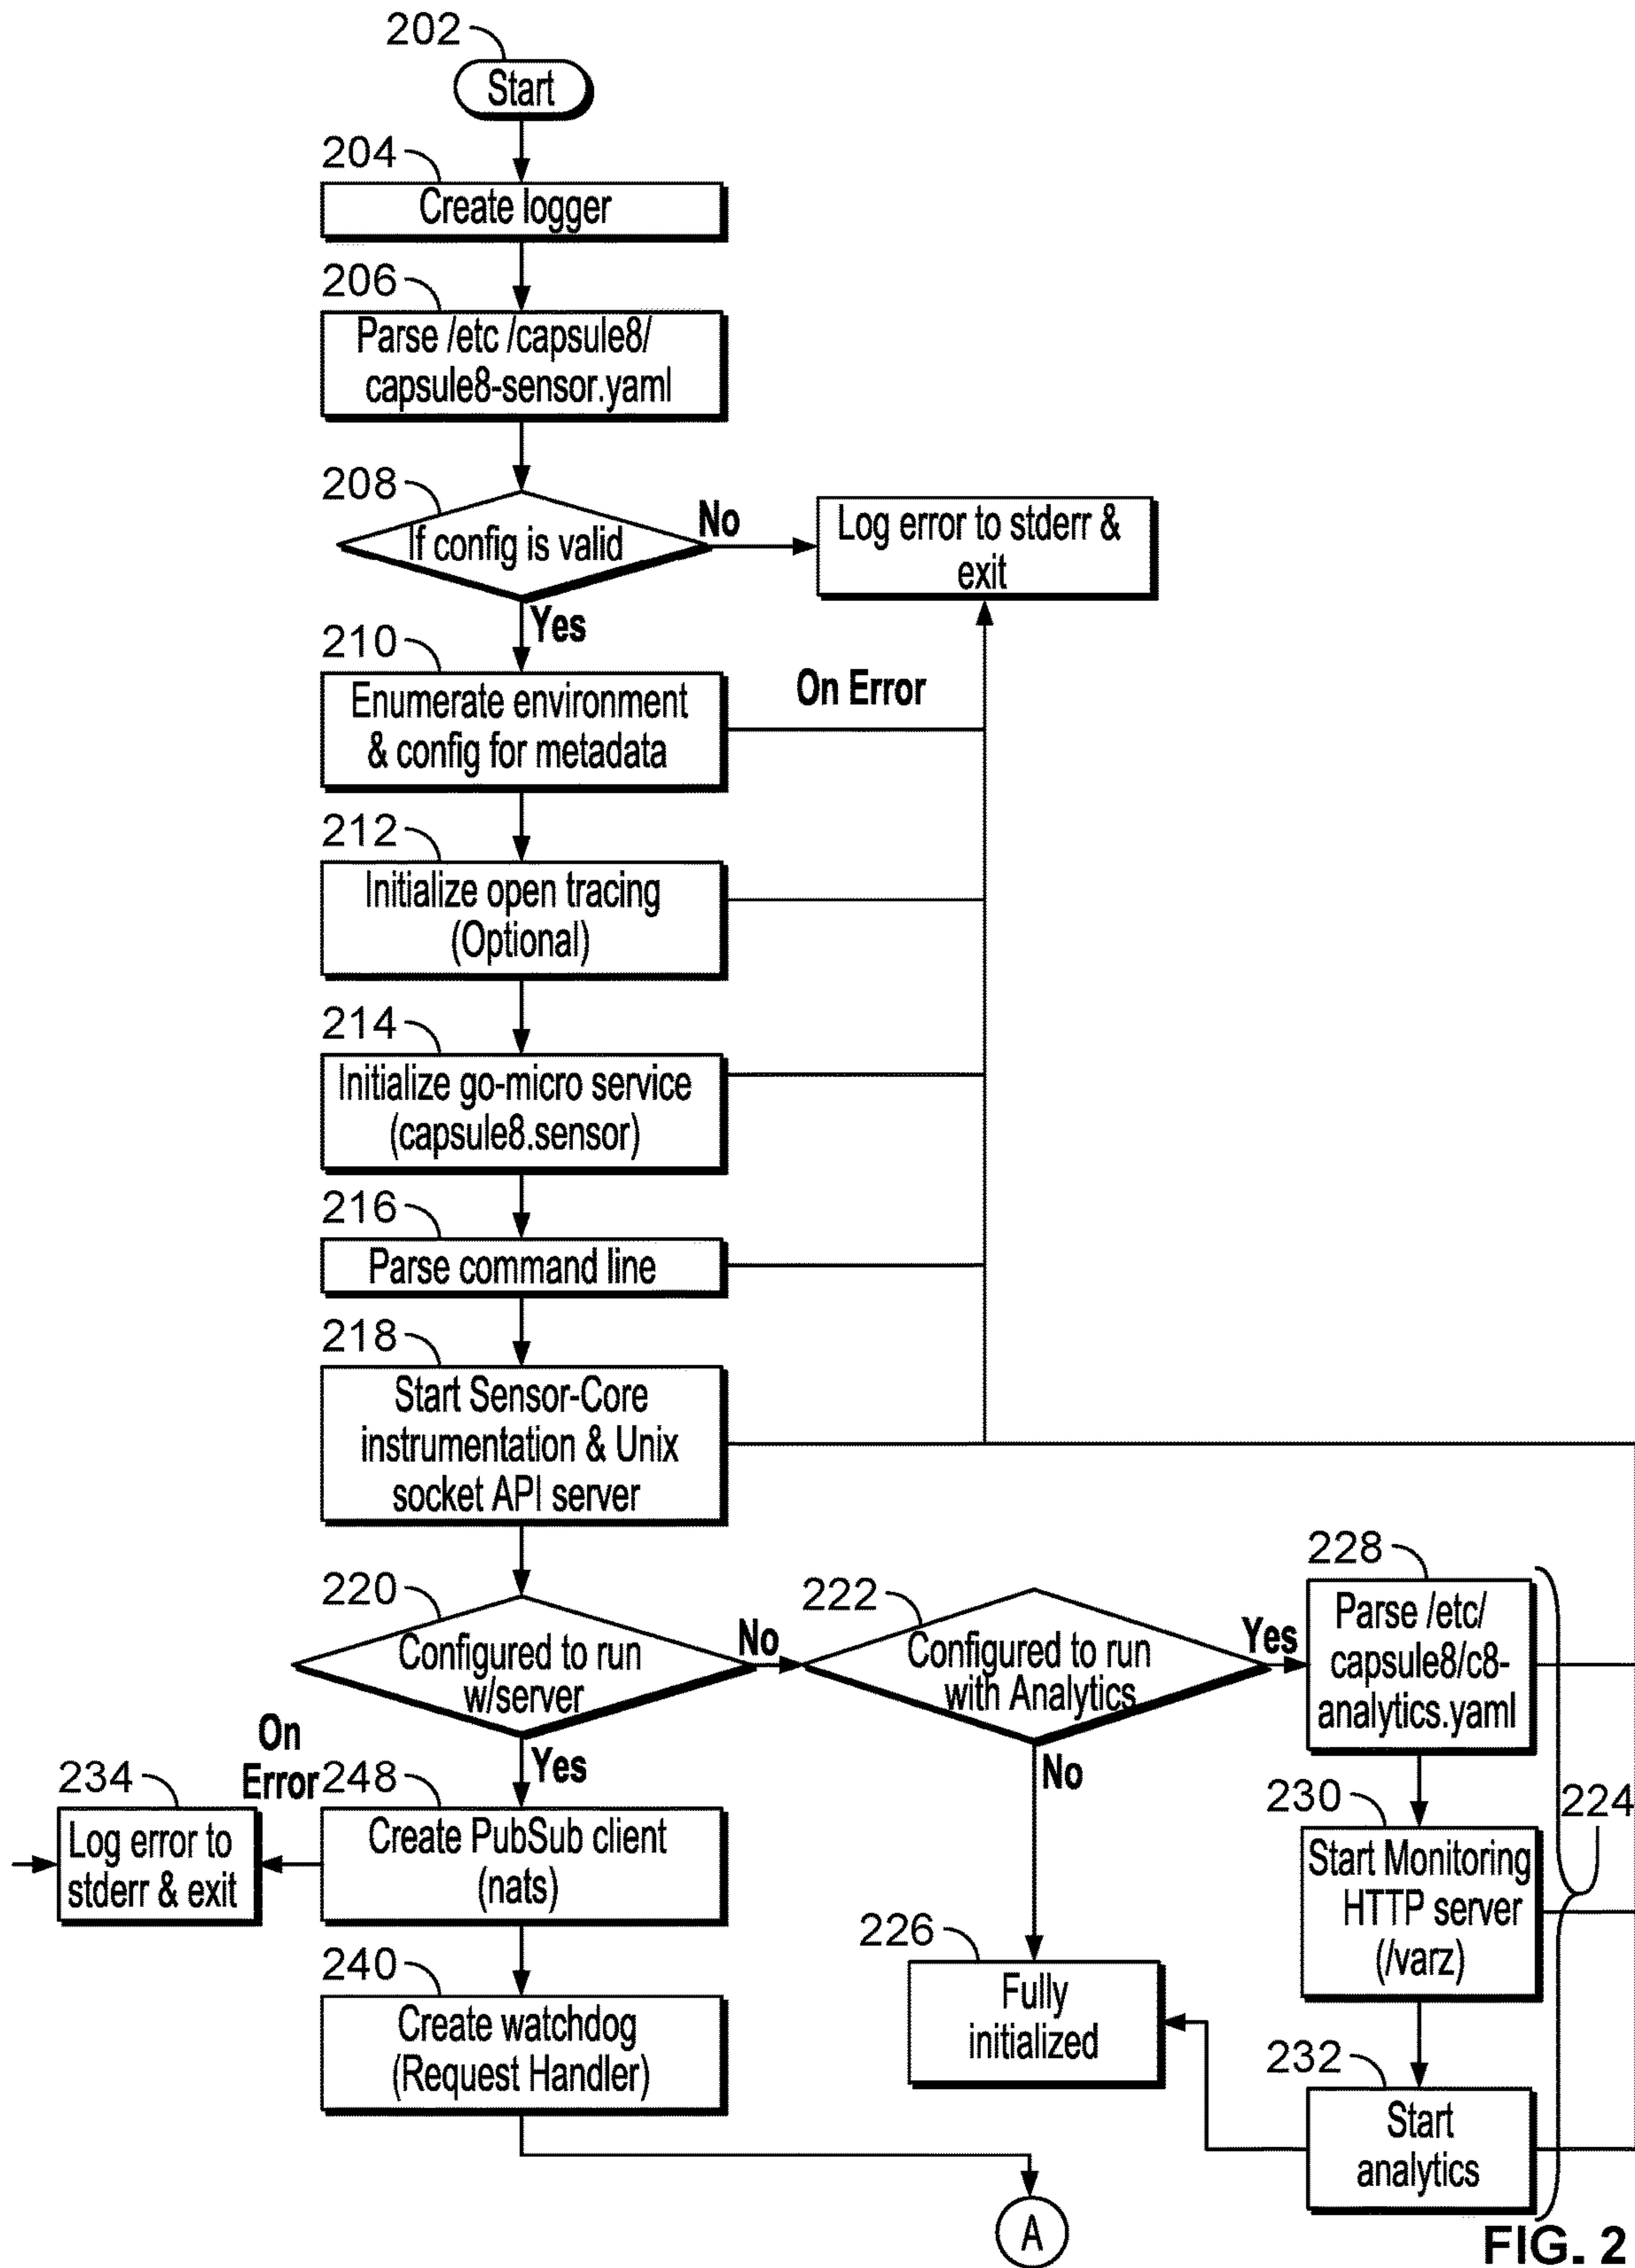 202
Start
204
Create logger
206
Parse /etc /capsule8/
capsule8-sensor.yaml
208
If config is valid
No
Log error to stderr &
exit
Yes
210
Enumerate environment
& config for metadata
On Error
212
Initialize open tracing
(Optional)
214
Initialize go-micro service
(capsule8.sensor)
216
Parse command line
218
Start Sensor-Core
instrumentation & Unix
socket API server
220
Configured to run
w/server
No
222
Configured to run
with Analytics
Yes
228
Parse /etc/
capsule8/c8-
analytics.yaml
On
Error
Yes
No
234
Log error to
stderr & exit
248
Create PubSub client
(nats)
230
Start Monitoring
HTTP server
(/varz)
224
240
Create watchdog
(Request Handler)
226
Fully
initialized
232
Start
analytics
A
FIG. 2